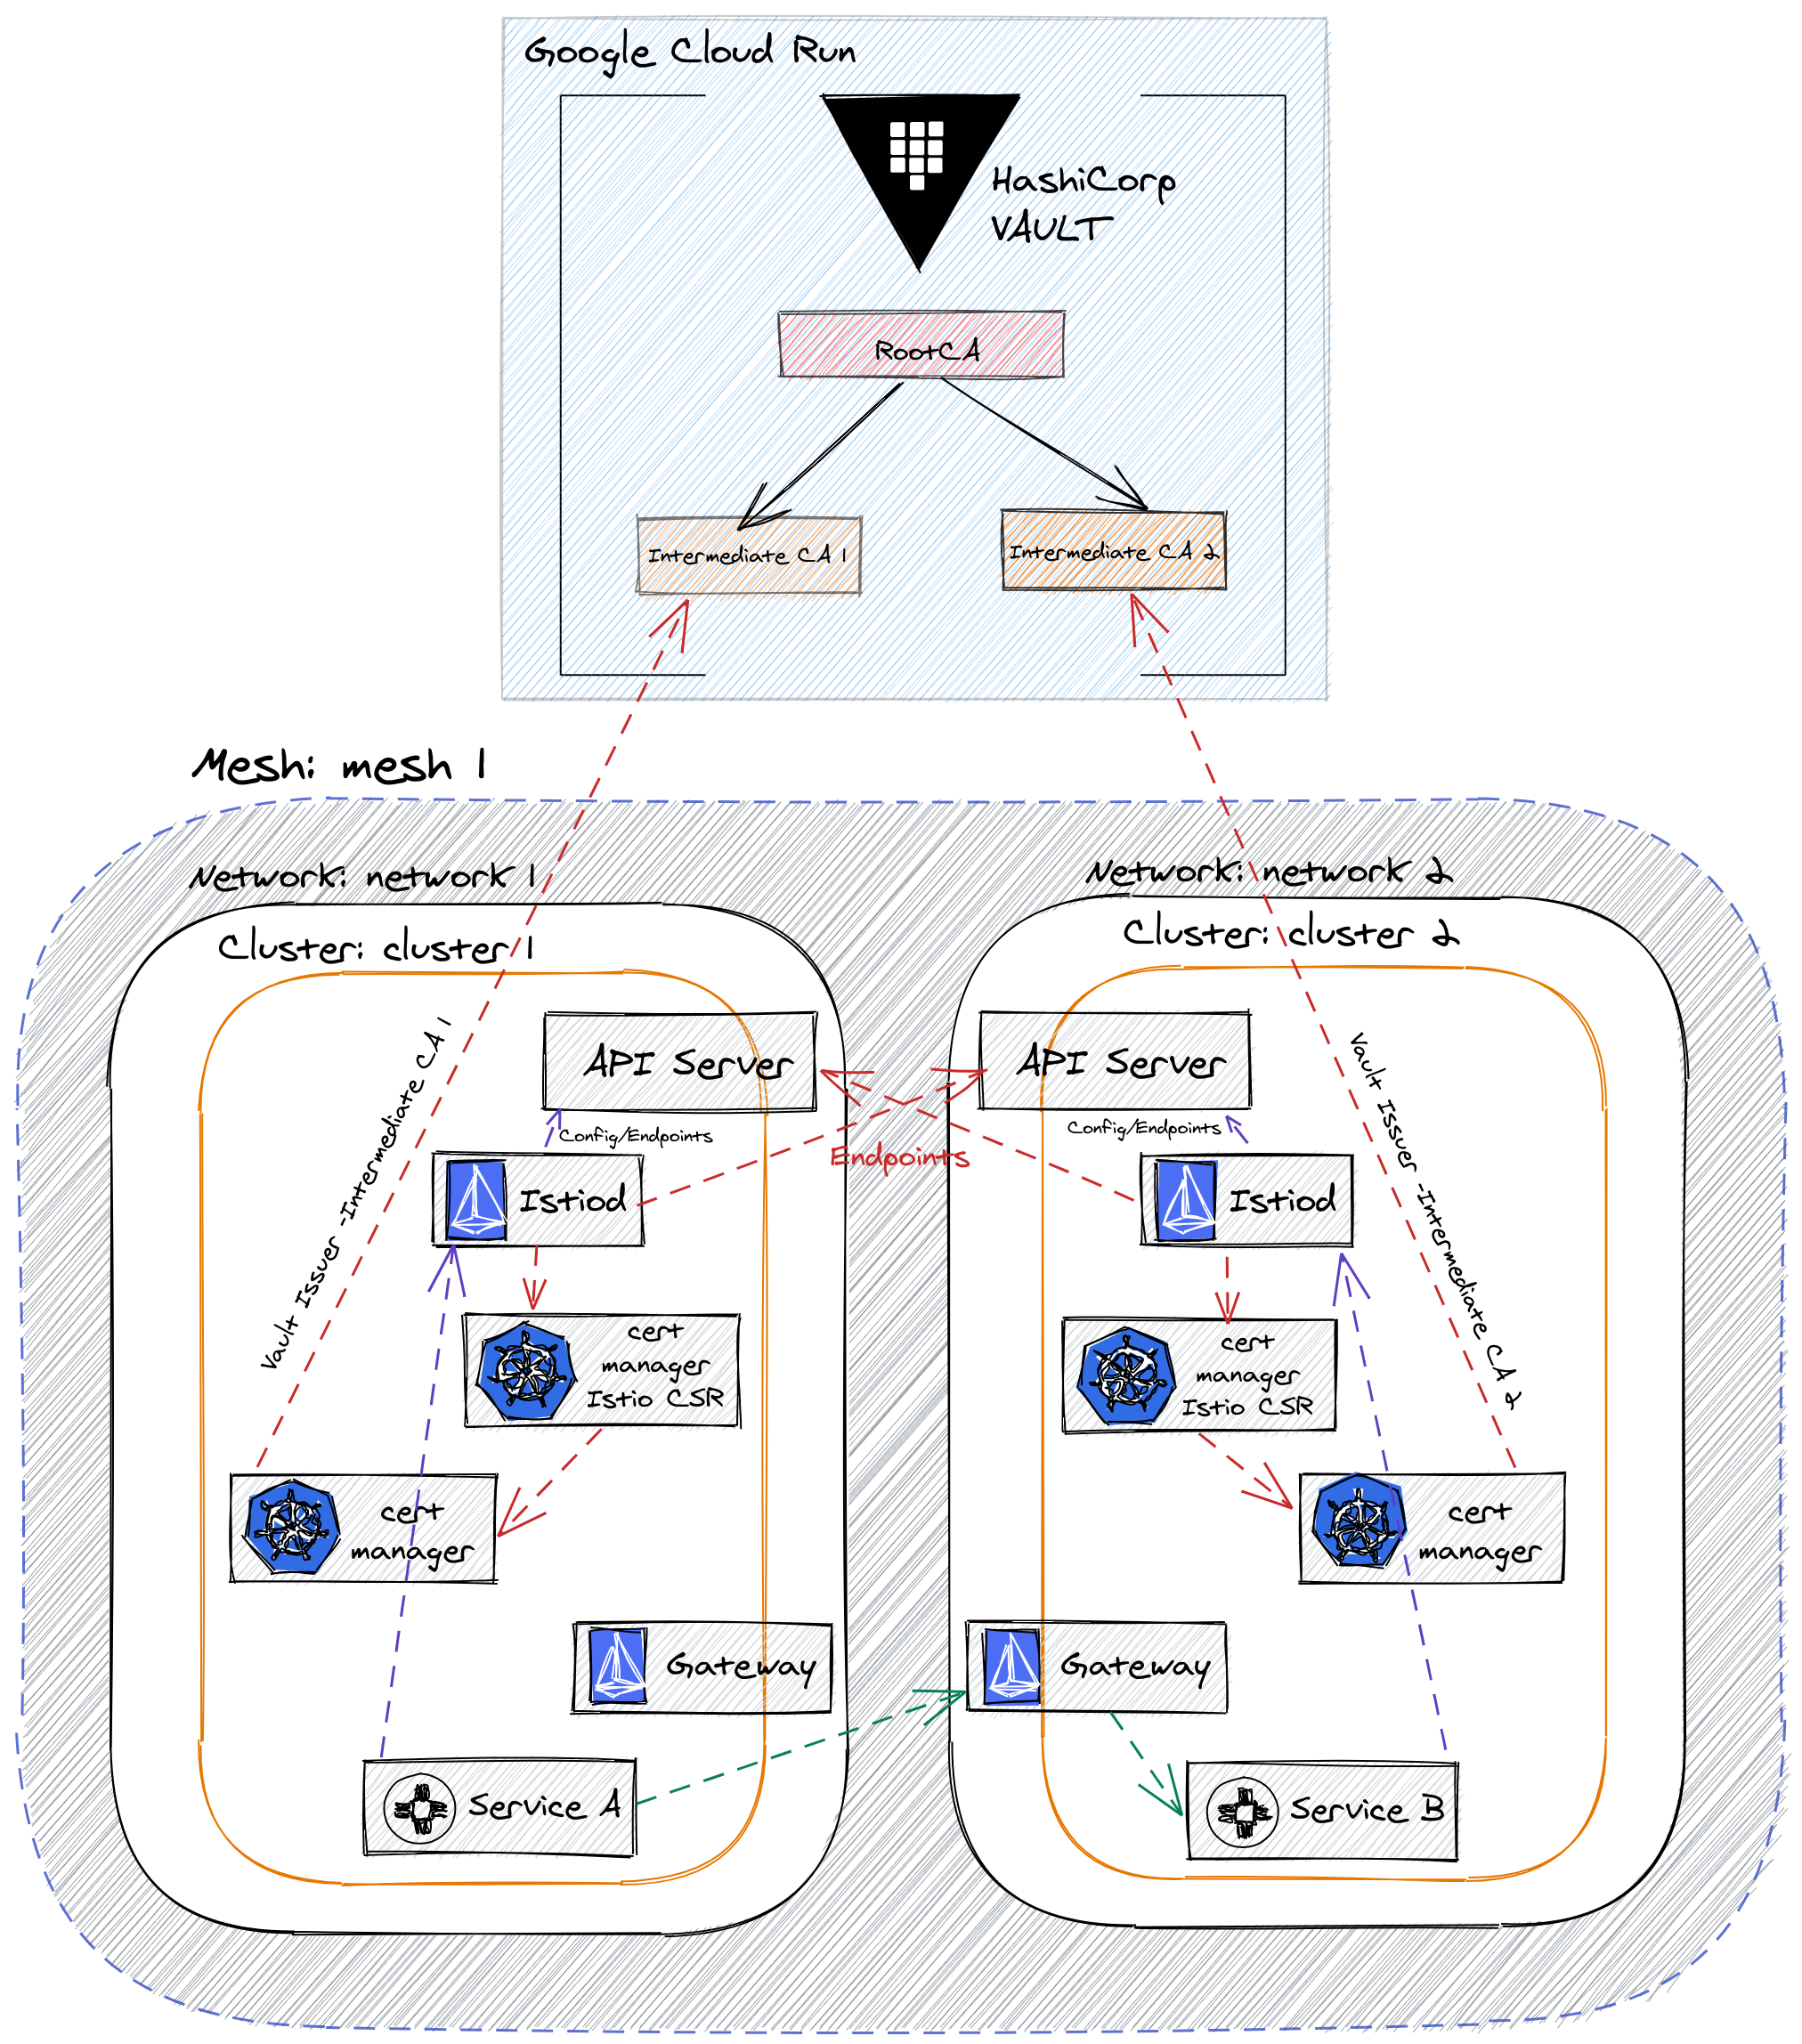 Google Cloud Run
HashiCorp
VAULT
RootCA
Intermediate CA 1
Intermediate CA 2
Mesh: mesh 1
Network: network 1
Network: network 2
Cluster: cluster 1
Cluster: cluster 2
API Server
API Server
Vault Issuer -Intermediate CA 1
Vault Issuer -Intermediate CA 2
Config/Endpoints
Config/Endpoints
Endpoints
Istiod
Istiod
cert
manager
Istio CSR
cert
manager
Istio CSR
cert
manager
cert
manager
Gateway
Gateway
Service A
Service B